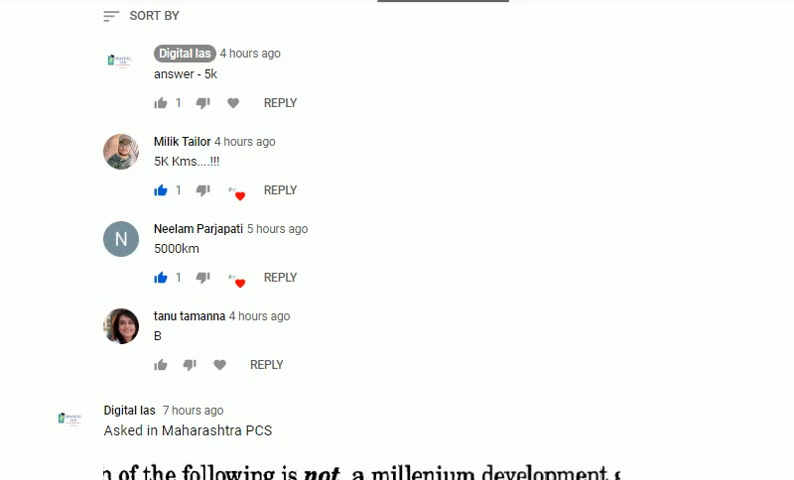 SORT BY
Digital Ias 4 hours ago
answer - 5k
1 REPLY
Milik Tailor 4 hours ago
5K Kms....!!!
1 REPLY
N
Neelam Parjapati 5 hours ago
5000km
1 REPLY
tanu tamanna 4 hours ago
B
REPLY
Digital Ias 7 hours ago
Asked in Maharashtra PCS
of the following is not a millenium development